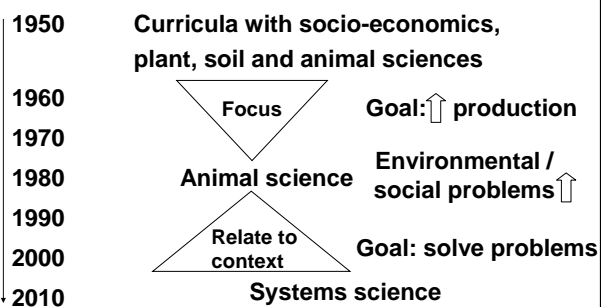 1950 Curricula with socio-economics,
plant, soil and animal sciences
1960 Focus Goal:⇧ production
1970
1980 Animal science Environmental /
social problems⇧
1990
2000 Relate to
context Goal: solve problems
2010 Systems science